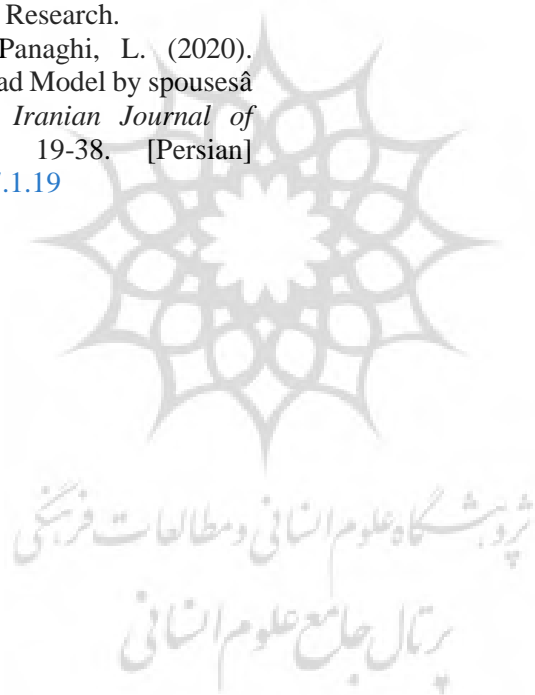 Research.
Panaghi, L. (2020).
ad Model by spousesâ
Iranian Journal of
19-38. [Persian]
.1.19
پژوهشگاه علوم انسانی و مطالعات فرهنگی
پرتال جامع علوم انسانی